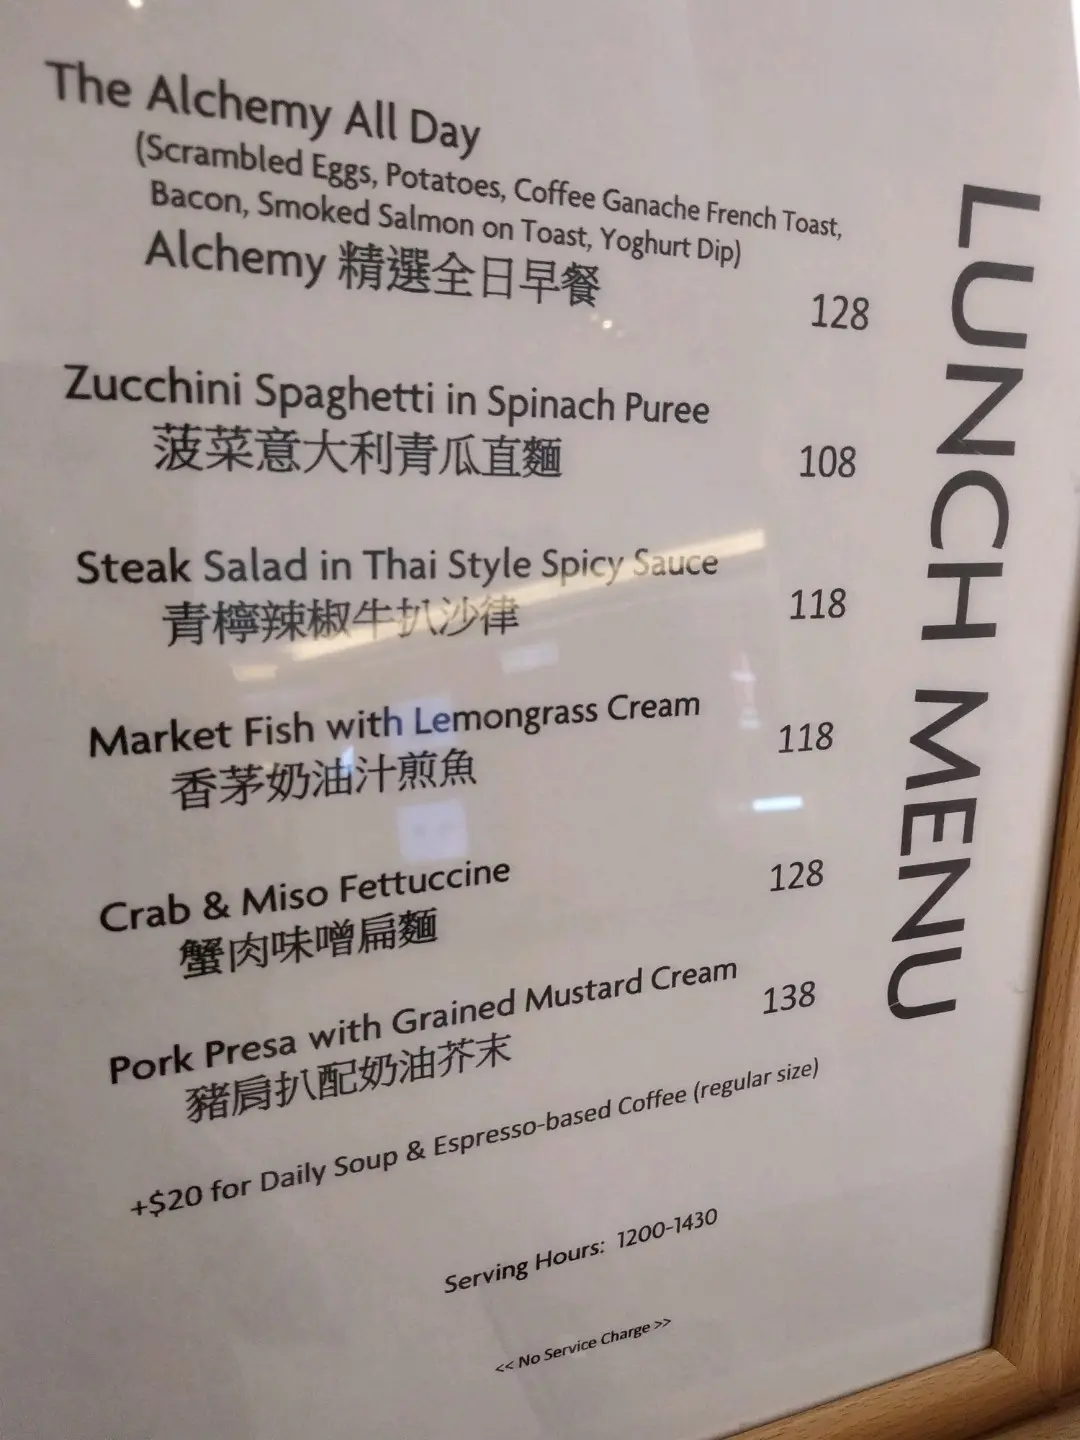 LUNCH MENU
The Alchemy All Day
(Scrambled Eggs, Potatoes, Coffee Ganache French Toast,
Bacon, Smoked Salmon on Toast, Yoghurt Dip)
Alchemy 精選全日早餐
128
Zucchini Spaghetti in Spinach Puree
菠菜意大利青瓜直麵
108
Steak Salad in Thai Style Spicy Sauce
青檸辣椒牛扒沙律
118
Market Fish with Lemongrass Cream
香茅奶油汁煎魚
118
Crab & Miso Fettuccine
蟹肉味噌扁麵
128
Pork Presa with Grained Mustard Cream
豬肩扒配奶油芥末
138
+$20 for Daily Soup & Espresso-based Coffee (regular size)
Serving Hours: 1200-1430
<< No Service Charge >>